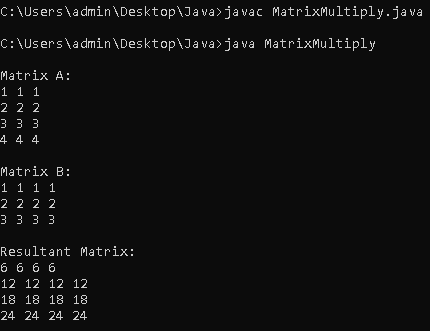 C:\Users\admin\Desktop\Java>javac MatrixMultiply.java
C:\Users\admin\Desktop\Java>java MatrixMultiply
Matrix A:
1 1 1
2 2 2
3 3 3
4 4 4
Matrix B:
1 1 1 1
2 2 2 2
3 3 3 3
Resultant Matrix:
6 6 6 6
12 12 12 12
18 18 18 18
24 24 24 24